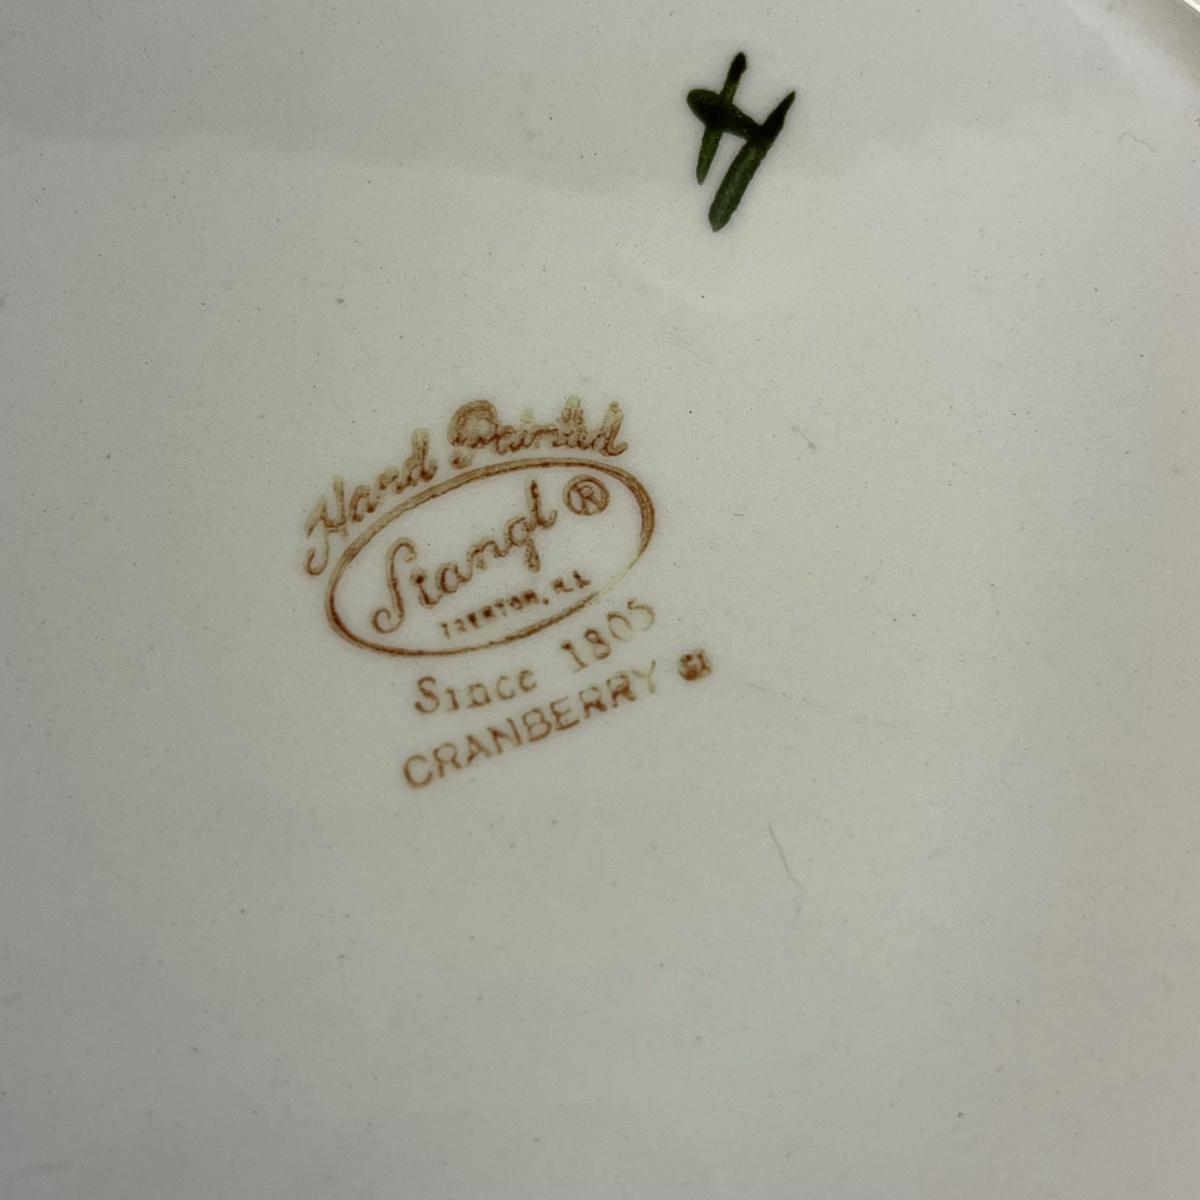 H
Hand Painted
Stangl ®
TRENTON, N.J.
Since 1805
CRANBERRY